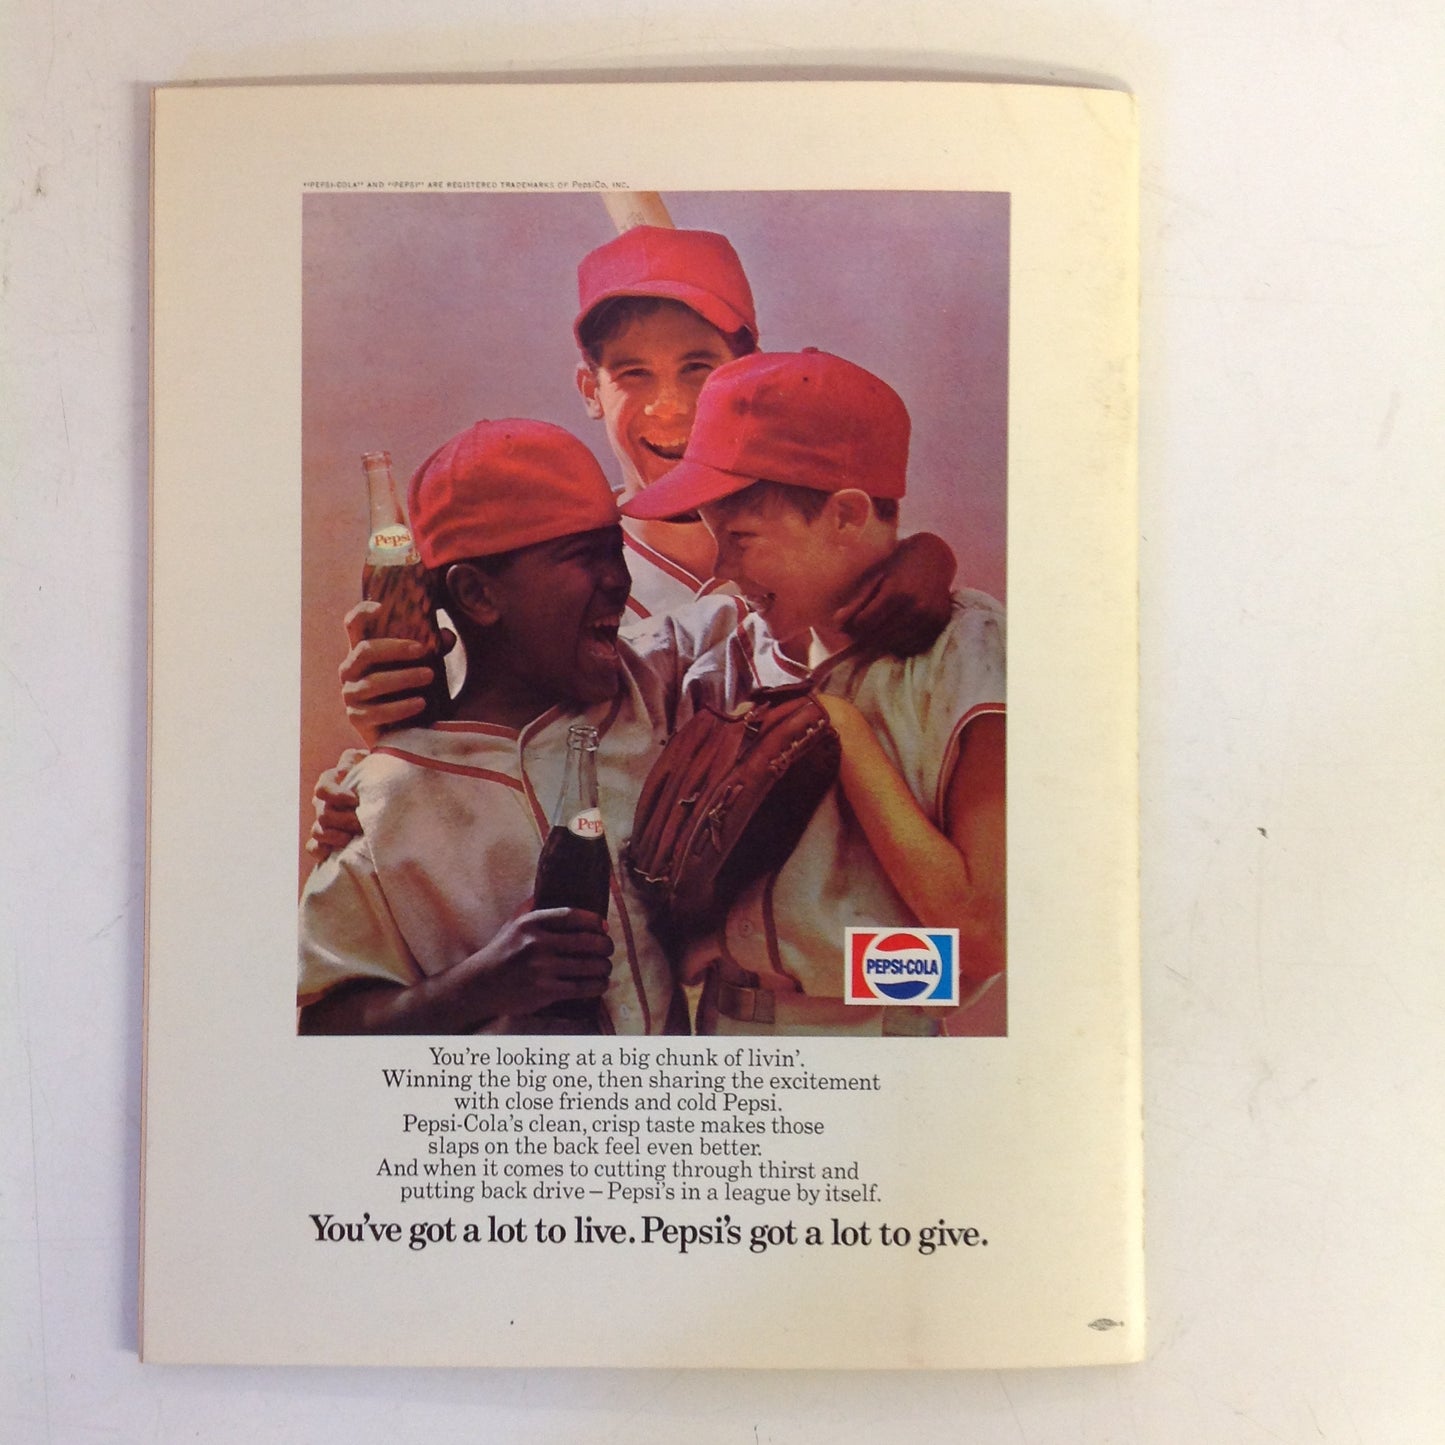 "PEPSI-COLA" AND "PEPSI" ARE REGISTERED TRADEMARKS OF PepsiCo, INC.
Pepsi
Pep
PEPSI-COLA
You're looking at a big chunk of livin'.
Winning the big one, then sharing the excitement
with close friends and cold Pepsi.
Pepsi-Cola's clean, crisp taste makes those
slaps on the back feel even better.
And when it comes to cutting through thirst and
putting back drive – Pepsi's in a league by itself.
You've got a lot to live. Pepsi's got a lot to give.